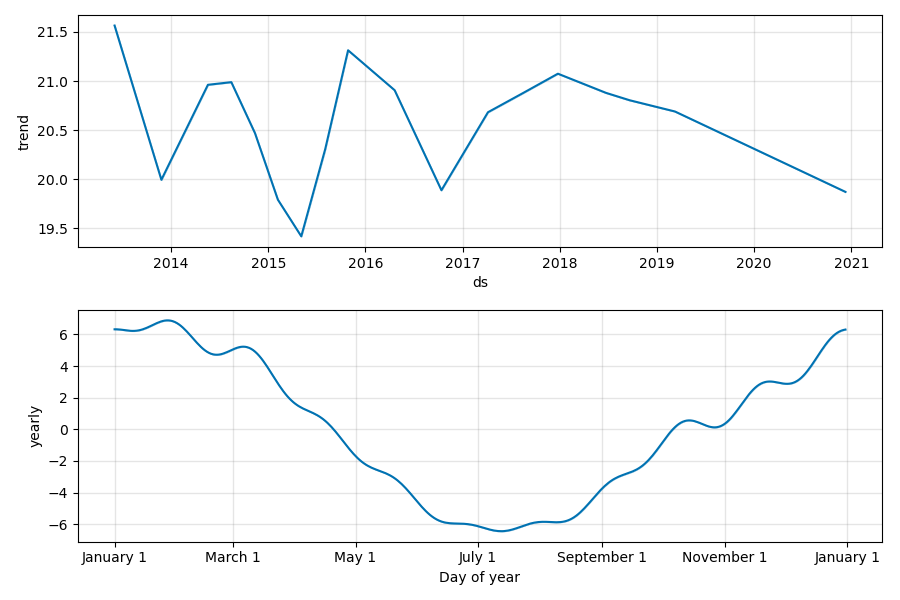 21.5
21.0
20.5
20.0
19.5
trend
2014 2015 2016 2017 2018 2019 2020 2021
ds
6
4
2
0
−2
−4
−6
yearly
January 1 March 1 May 1 July 1 September 1 November 1 January 1
Day of year